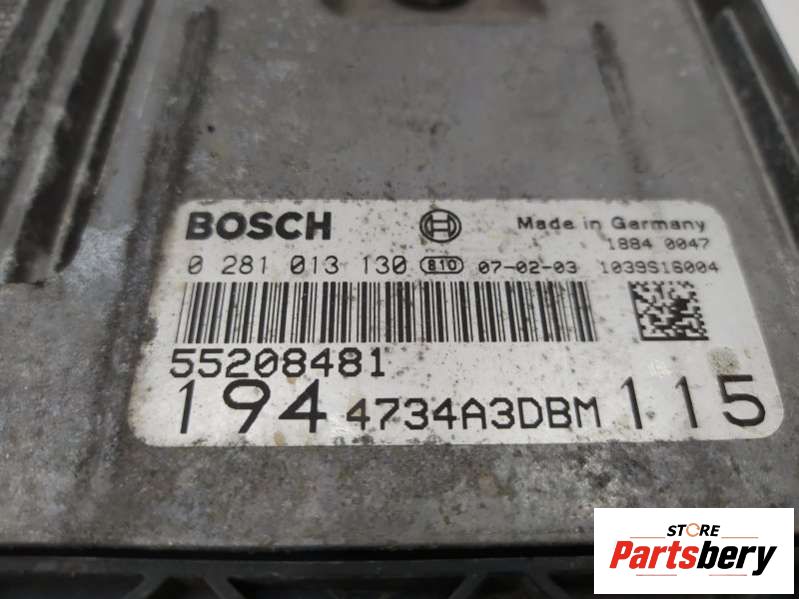 BOSCH Made in Germany
1884 0047
0 281 013 130 810 07-02-03 1039S16004
55208481
194 4734A3DBM 115
STORE
Partsbery